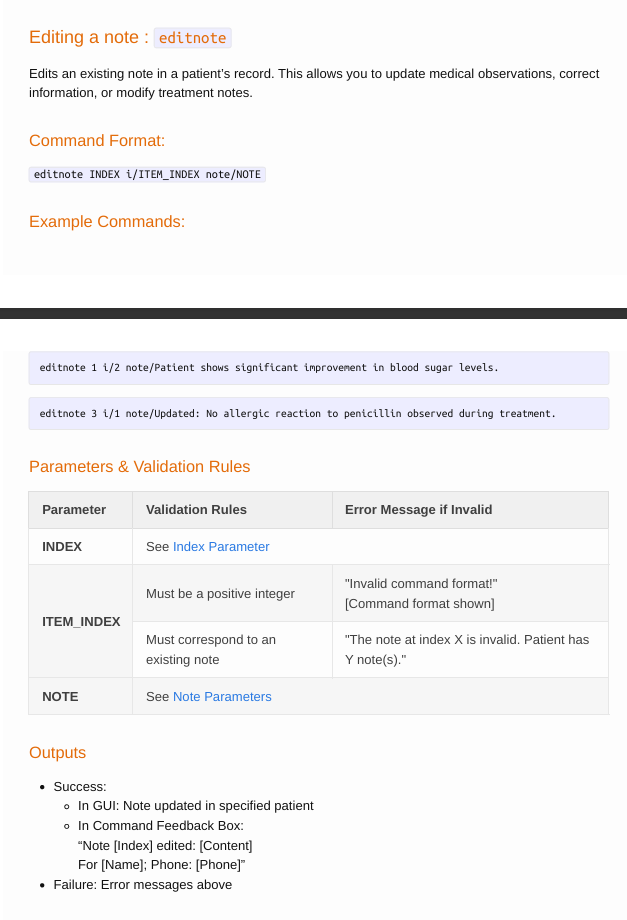 Editing a note : editnote
Edits an existing note in a patient’s record. This allows you to update medical observations, correct
information, or modify treatment notes.
Command Format:
editnote INDEX i/ITEM_INDEX note/NOTE
Example Commands:
editnote 1 i/2 note/Patient shows significant improvement in blood sugar levels.
editnote 3 i/1 note/Updated: No allergic reaction to penicillin observed during treatment.
Parameters & Validation Rules
Parameter Validation Rules Error Message if Invalid
INDEX See Index Parameter
ITEM_INDEX
Must be a positive integer
"Invalid command format!"
[Command format shown]
Must correspond to an
existing note
"The note at index X is invalid. Patient has
Y note(s)."
NOTE See Note Parameters
Outputs
• Success:
◦ In GUI: Note updated in specified patient
◦ In Command Feedback Box:
“Note [Index] edited: [Content]
For [Name]; Phone: [Phone]”
• Failure: Error messages above